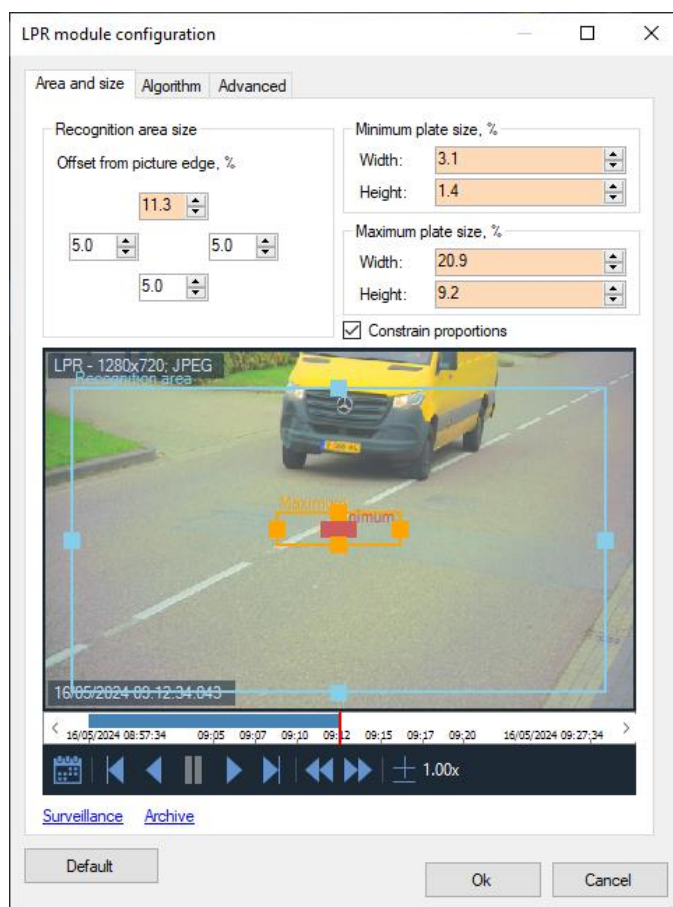 LPR module configuration
Area and size Algorithm Advanced
Recognition area size
Offset from picture edge, %
11.3
5.0 5.0
5.0
Minimum plate size, %
Width: 3.1
Height: 1.4
Maximum plate size, %
Width: 20.9
Height: 9.2
Constrain proportions
LPR - 1280x720; JPEG
Recognition area
Maximum
nimum
16/05/2024 09:12:34.043
16/05/2024 08:57:34 09:05 09:07 09:10 09:12 09:15 09:17 09:20 16/05/2024 09:27:34
1.00x
Surveillance Archive
Default Ok Cancel